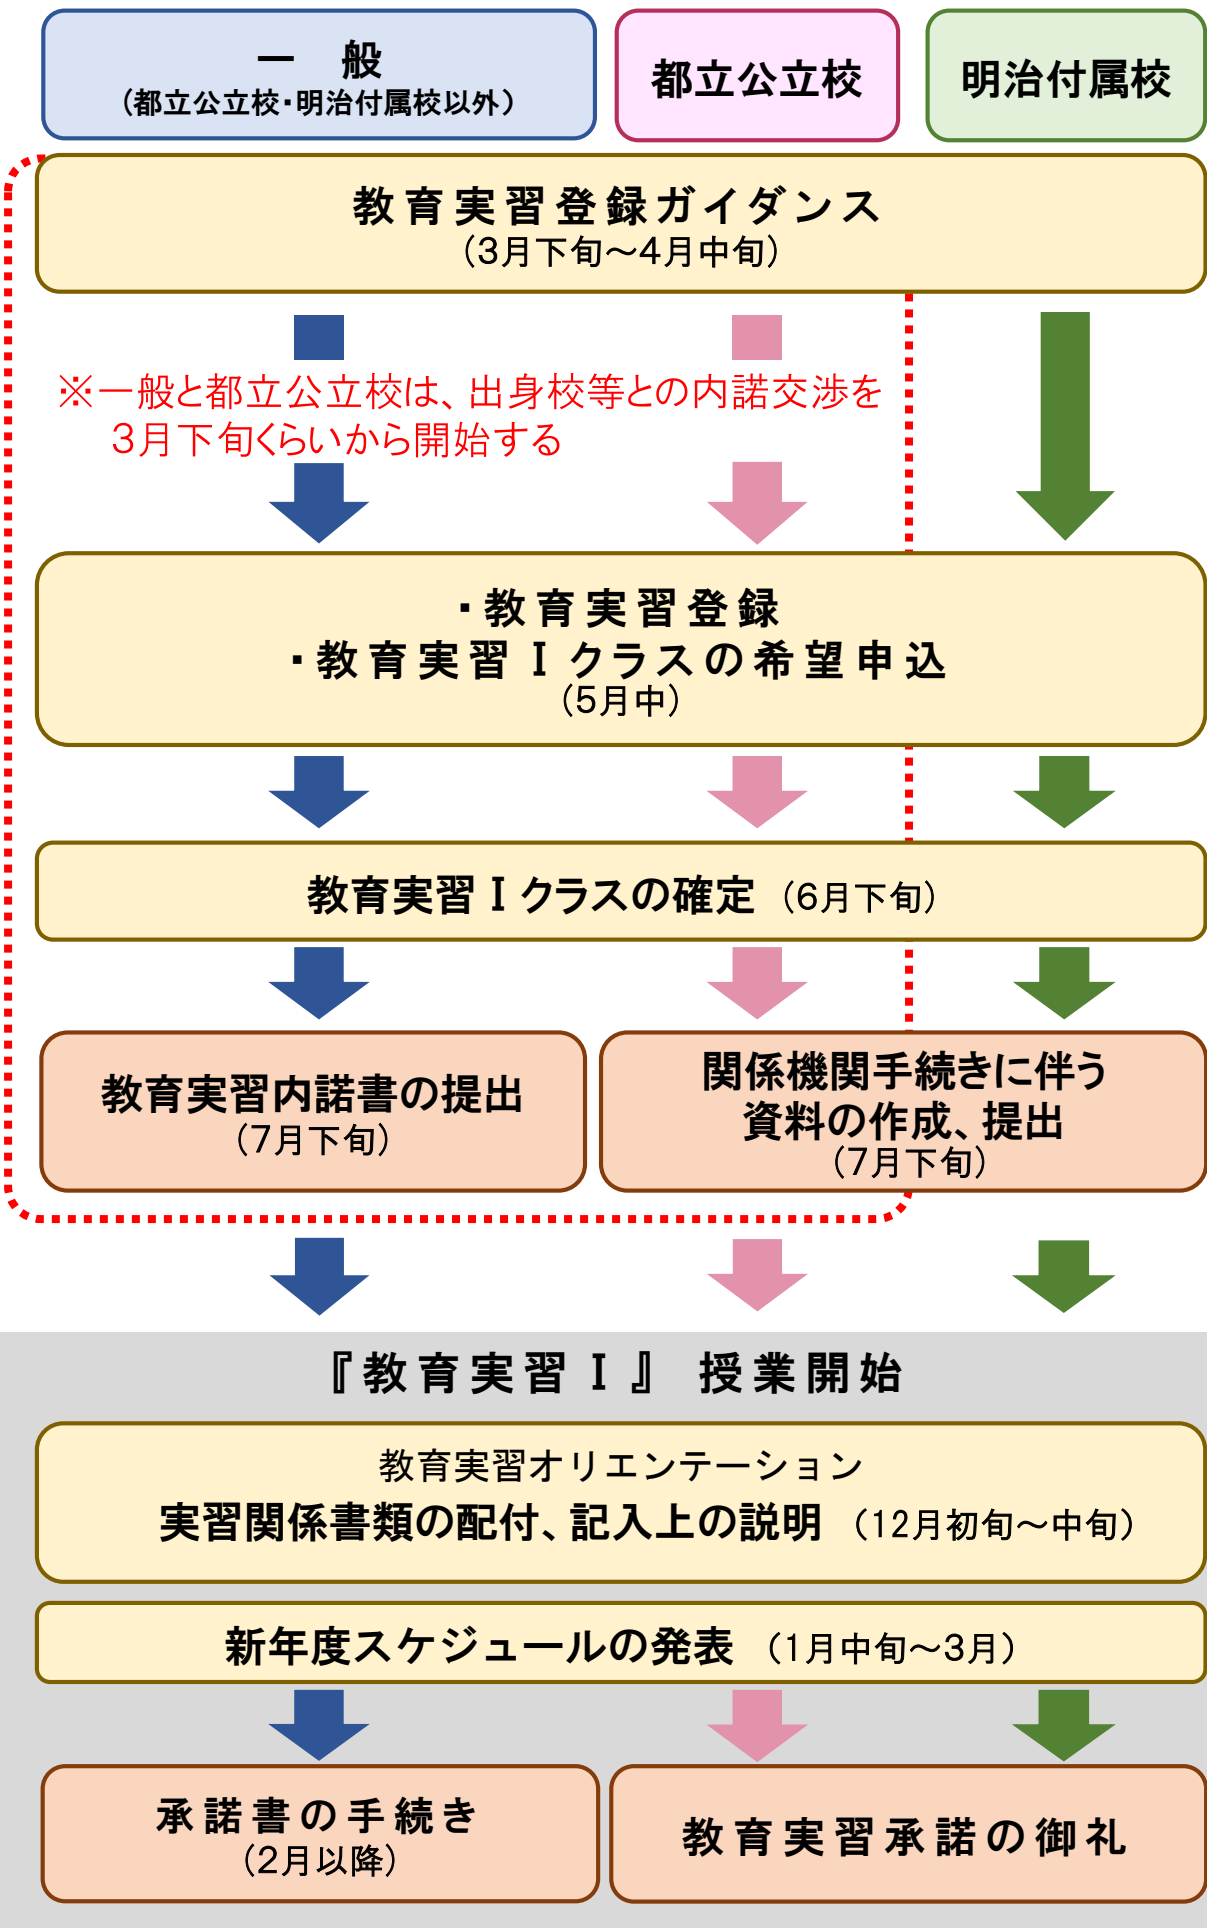 一　般
（都立公立校・明治付属校以外）
都立公立校
明治付属校
教育実習登録ガイダンス
（3月下旬～4月中旬）
※一般と都立公立校は、出身校等との内諾交渉を
3月下旬くらいから開始する
・教育実習登録
・教育実習Ⅰクラスの希望申込
（5月中）
教育実習Ⅰクラスの確定（6月下旬）
教育実習内諾書の提出
（7月下旬）
関係機関手続きに伴う
資料の作成、提出
（7月下旬）
『教育実習Ⅰ』 授業開始
教育実習オリエンテーション
実習関係書類の配付、記入上の説明（12月初旬～中旬）
新年度スケジュールの発表（1月中旬～3月）
承諾書の手続き
（2月以降）
教育実習承諾の御礼